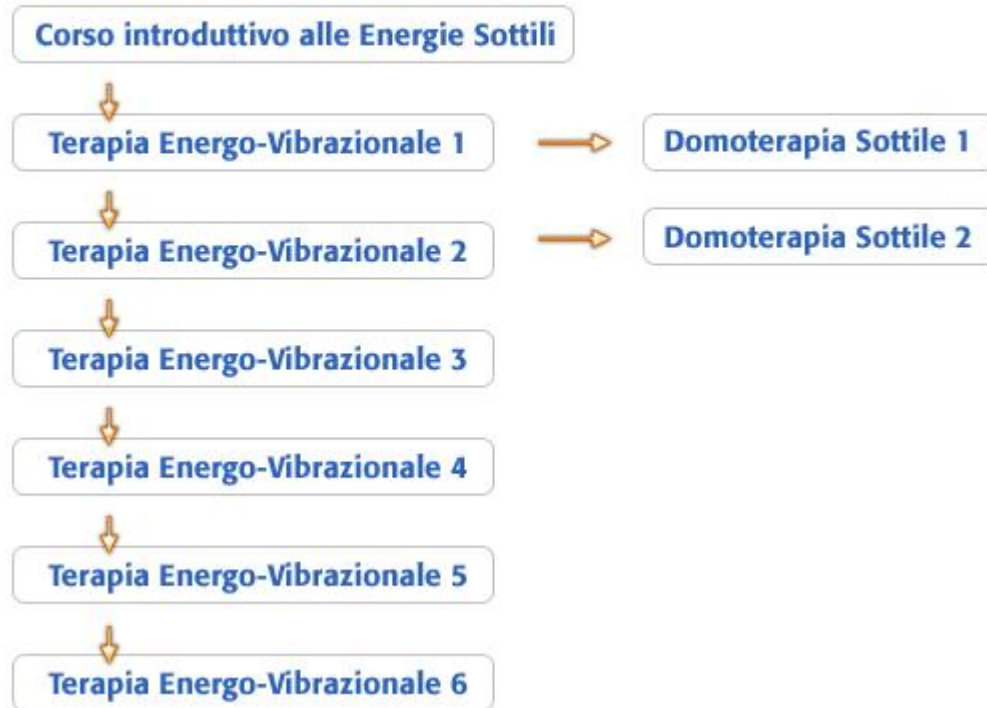 Corso introduttivo alle Energie Sottili
Terapia Energo-Vibrazionale 1
Domoterapia Sottile 1
Terapia Energo-Vibrazionale 2
Domoterapia Sottile 2
Terapia Energo-Vibrazionale 3
Terapia Energo-Vibrazionale 4
Terapia Energo-Vibrazionale 5
Terapia Energo-Vibrazionale 6